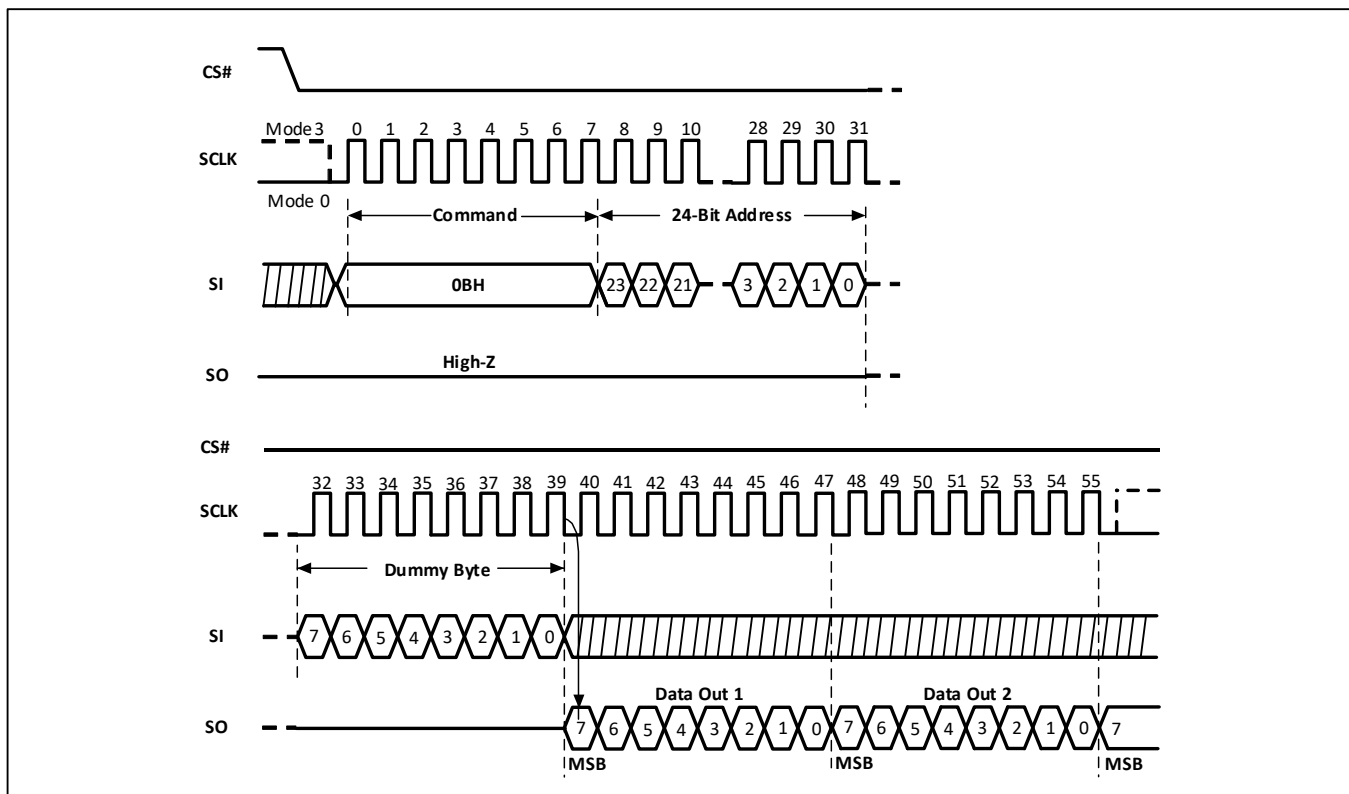 CS#
Mode 3 0 1 2 3 4 5 6 7 8 9 10 28 29 30 31
SCLK
Mode 0
Command 24-Bit Address
SI 0BH 23 22 21 3 2 1 0
High-Z
SO
CS#
32 33 34 35 36 37 38 39 40 41 42 43 44 45 46 47 48 49 50 51 52 53 54 55
SCLK
Dummy Byte
SI 7 6 5 4 3 2 1 0
Data Out 1 Data Out 2
SO 7 6 5 4 3 2 1 0 7 6 5 4 3 2 1 0 7
MSB MSB MSB